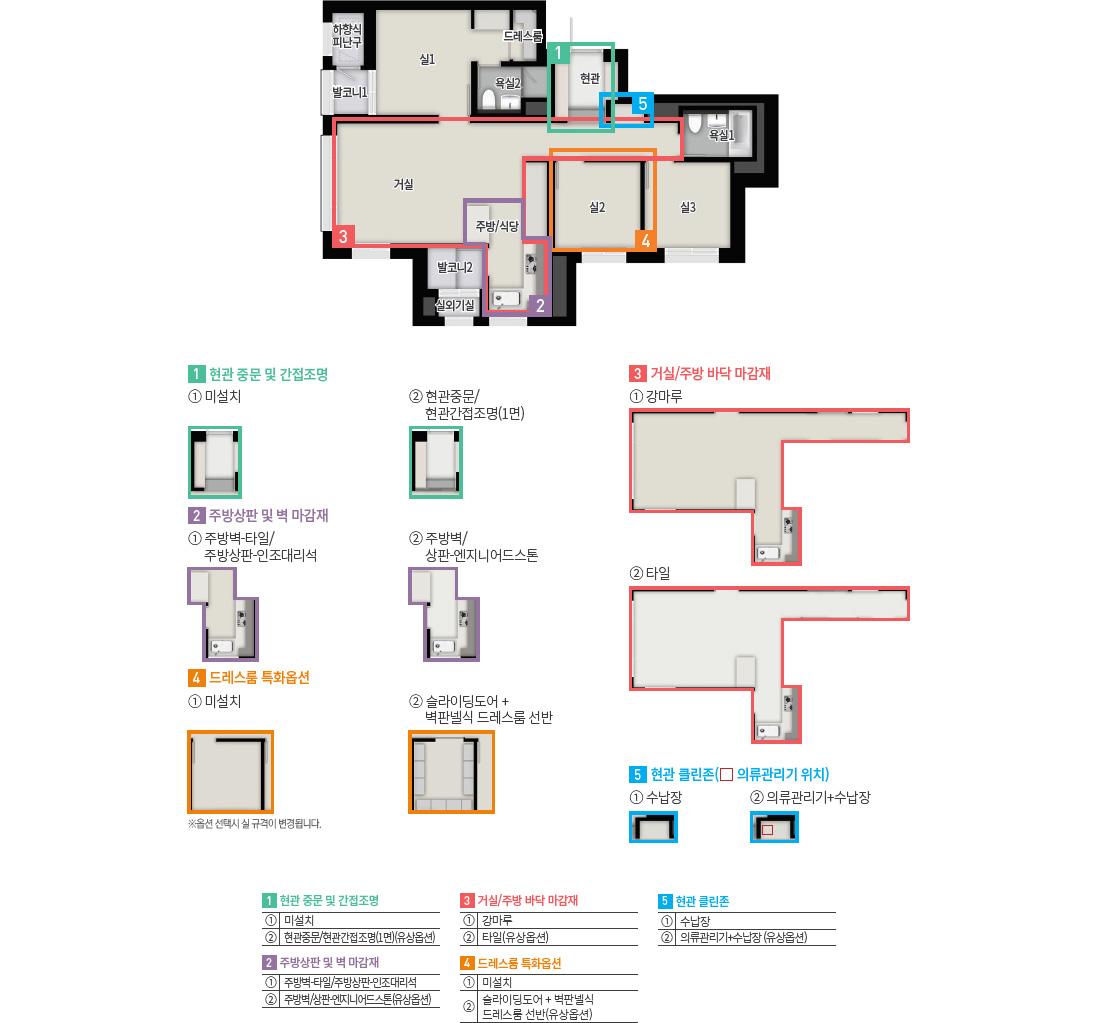 하향식
피난구
실1
드레스룸
1
현관
발코니1
욕실2
5
욕실1
거실
실2
실3
주방/식당
3
4
발코니2
실외기실
2
1 현관 중문 및 간접조명
① 미설치
② 현관중문/
현관간접조명(1면)
2 주방상판 및 벽 마감재
① 주방벽-타일/
주방상판-인조대리석
② 주방벽/
상판-엔지니어드스톤
4 드레스룸 특화옵션
① 미설치
② 슬라이딩도어 +
벽판넬식 드레스룸 선반
※옵션 선택시 실 규격이 변경됩니다.
3 거실/주방 바닥 마감재
① 강마루
② 타일
5 현관 클린존(□ 의류관리기 위치)
① 수납장
② 의류관리기+수납장
1 현관 중문 및 간접조명
① 미설치
② 현관중문/현관간접조명(1면)(유상옵션)
2 주방상판 및 벽 마감재
① 주방벽-타일/주방상판-인조대리석
② 주방벽/상판-엔지니어드스톤(유상옵션)
3 거실/주방 바닥 마감재
① 강마루
② 타일(유상옵션)
4 드레스룸 특화옵션
① 미설치
② 슬라이딩도어 + 벽판넬식
드레스룸 선반(유상옵션)
5 현관 클린존
① 수납장
② 의류관리기+수납장 (유상옵션)